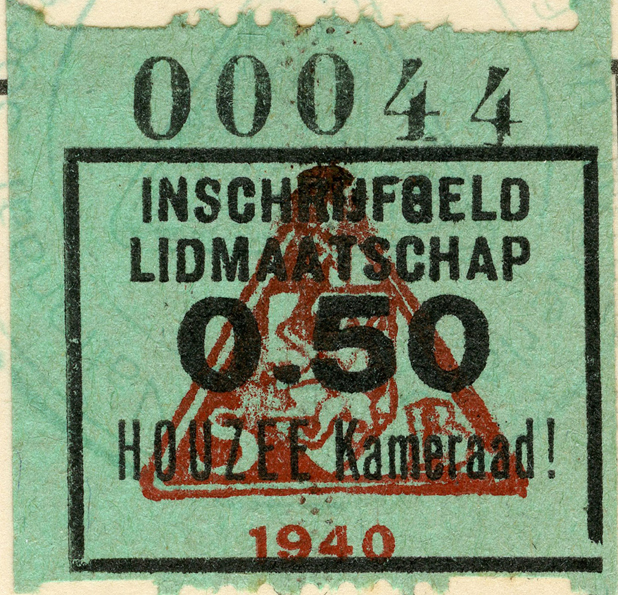 00044
INSCHRIJFGELD
LIDMAATSCHAP
0.50
HOUZEE Kameraad!
1940